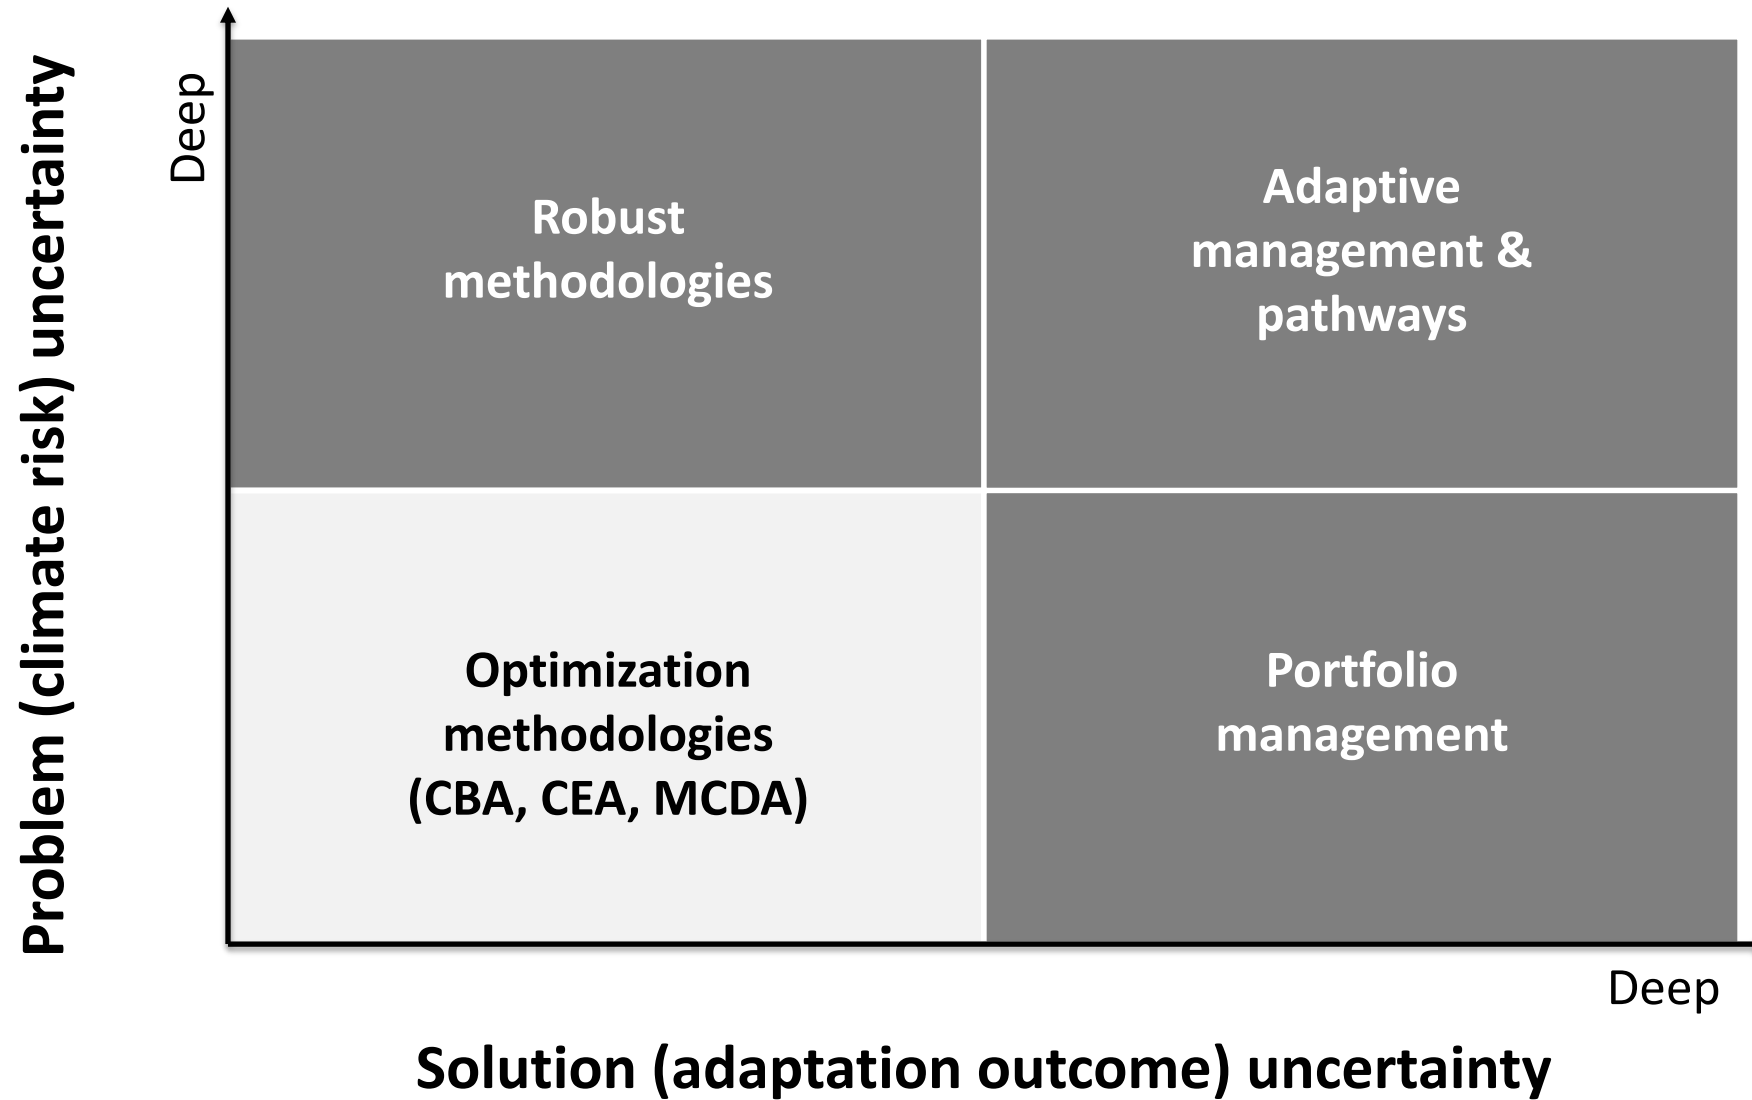 Problem (climate risk) uncertainty
Deep
Robust
methodologies
Adaptive
management &
pathways
Optimization
methodologies
(CBA, CEA, MCDA)
Portfolio
management
Deep
Solution (adaptation outcome) uncertainty